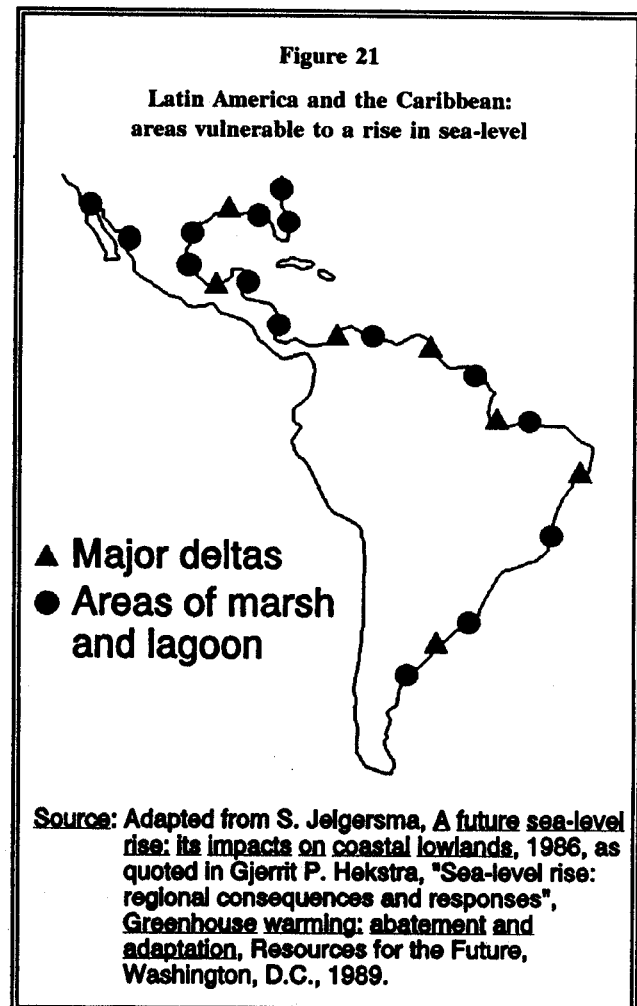 Figure 21
Latin America and the Caribbean:
areas vulnerable to a rise in sea-level
▲ Major deltas
● Areas of marsh
and lagoon
Source: Adapted from S. Jelgersma, A future sea-level
rise: its impacts on coastal lowlands, 1986, as
quoted in Gjerrit P. Hekstra, "Sea-level rise:
regional consequences and responses",
Greenhouse warming: abatement and
adaptation, Resources for the Future,
Washington, D.C., 1989.